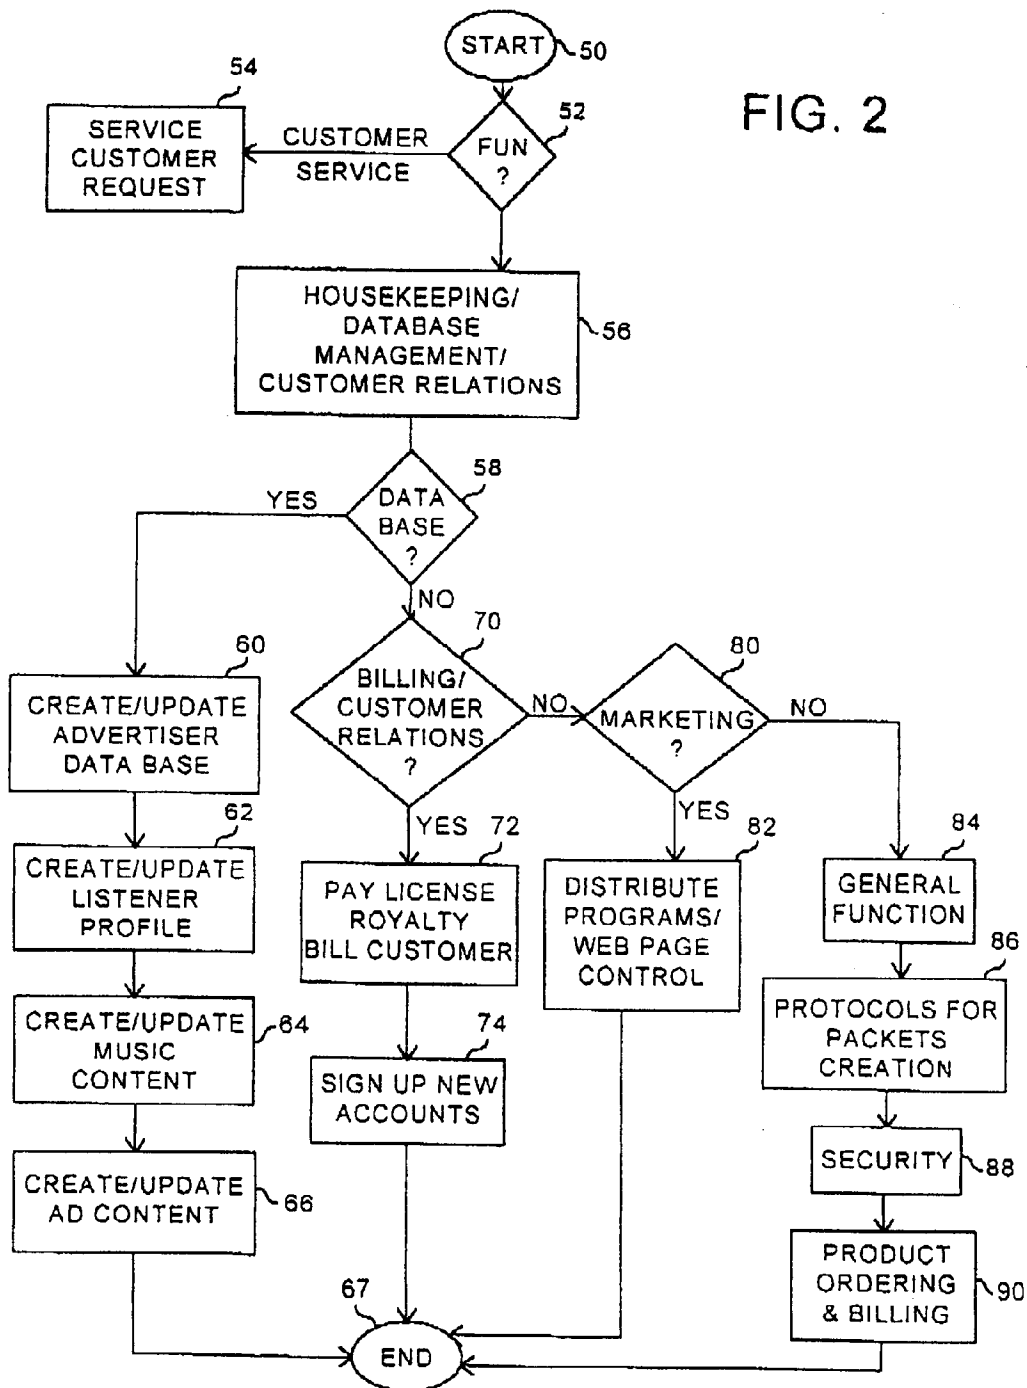 START
50
FIG. 2
54
52
SERVICE
CUSTOMER
REQUEST
CUSTOMER
SERVICE
FUN
?
HOUSEKEEPING/
DATABASE
MANAGEMENT/
CUSTOMER RELATIONS
56
58
YES
DATA
BASE
?
NO
60
70
80
CREATE/UPDATE
ADVERTISER
DATA BASE
BILLING/
CUSTOMER
RELATIONS
?
NO
MARKETING
?
NO
YES
YES
62
72
82
84
CREATE/UPDATE
LISTENER
PROFILE
PAY LICENSE
ROYALTY
BILL CUSTOMER
DISTRIBUTE
PROGRAMS/
WEB PAGE
CONTROL
GENERAL
FUNCTION
86
CREATE/UPDATE
MUSIC
CONTENT
64
74
SIGN UP NEW
ACCOUNTS
PROTOCOLS FOR
PACKETS
CREATION
CREATE/UPDATE
AD CONTENT
66
SECURITY
88
PRODUCT
ORDERING
& BILLING
90
67
END